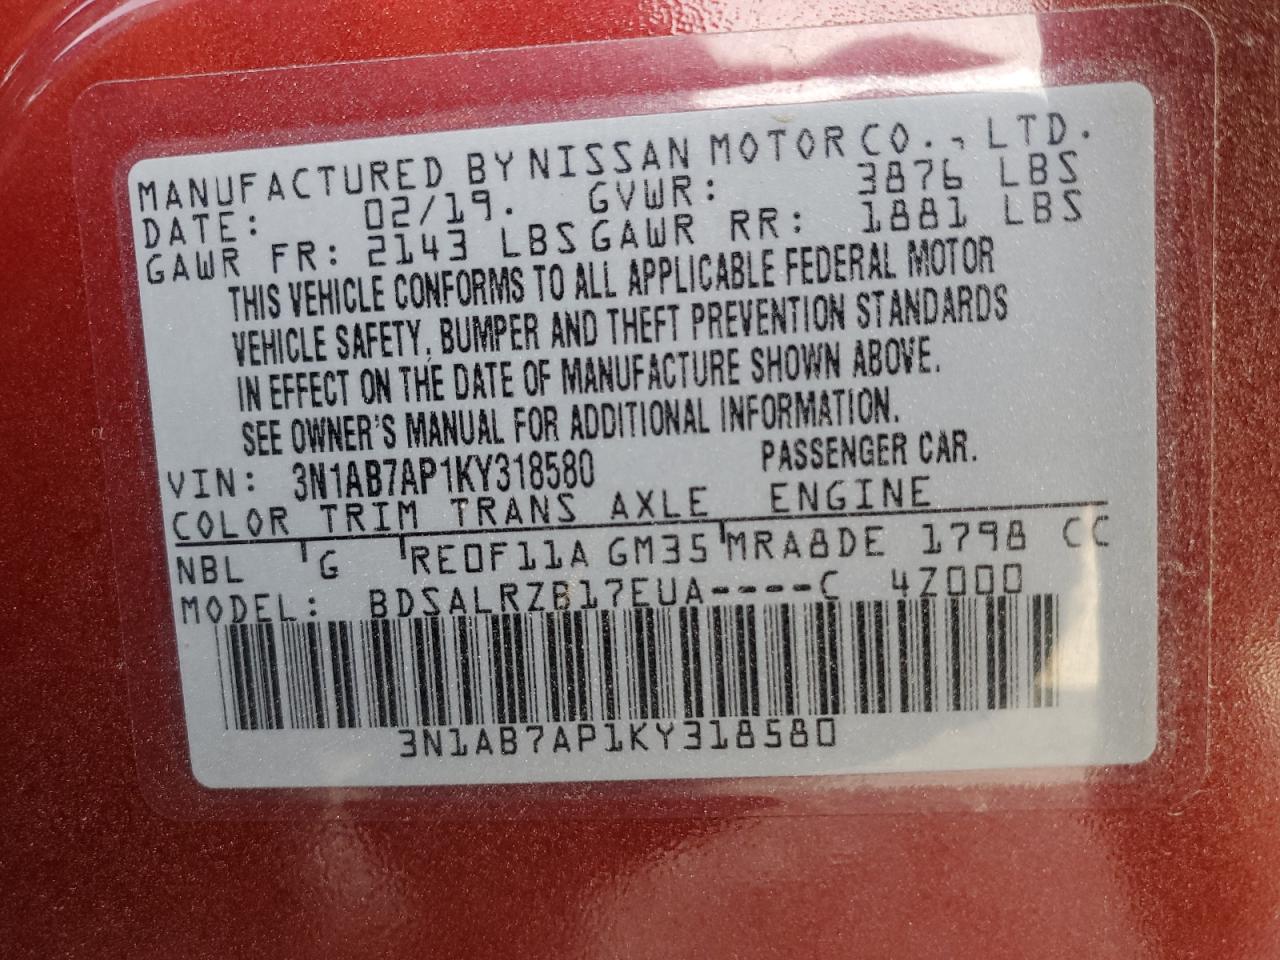 MANUFACTURED BY NISSAN MOTOR CO., LTD.
DATE: 02/19. GVWR: 3876 LBS
GAWR FR: 2143 LBS GAWR RR: 1881 LBS
THIS VEHICLE CONFORMS TO ALL APPLICABLE FEDERAL MOTOR
VEHICLE SAFETY, BUMPER AND THEFT PREVENTION STANDARDS
IN EFFECT ON THE DATE OF MANUFACTURE SHOWN ABOVE.
SEE OWNER'S MANUAL FOR ADDITIONAL INFORMATION.
VIN: 3N1AB7AP1KY318580 PASSENGER CAR.
COLOR TRIM TRANS AXLE ENGINE
NBL G RE0F11A GM35 MRA8DE 1798 CC
MODEL: BDSALRZB17EUA----C 4Z000
3N1AB7AP1KY318580